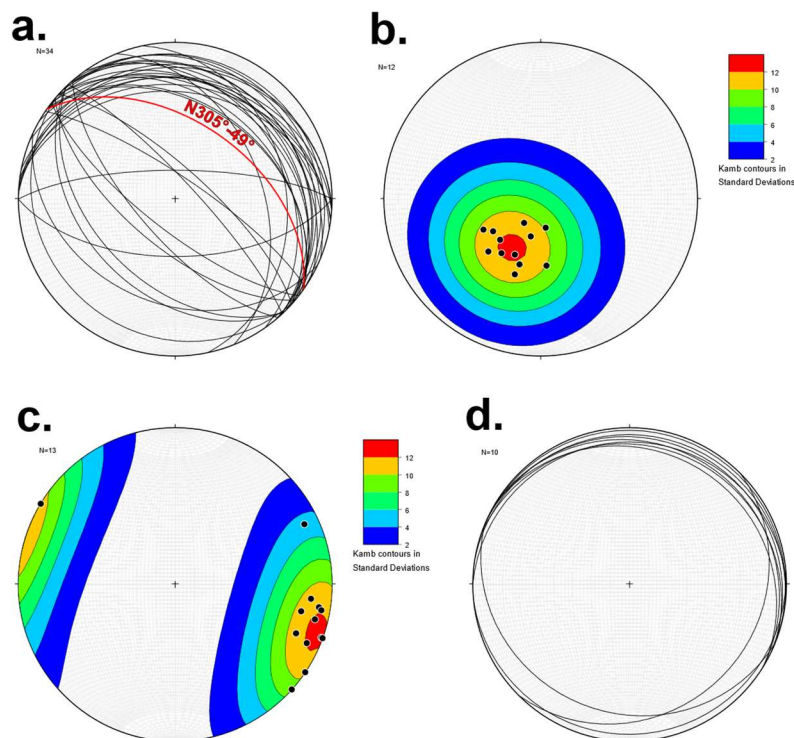 a.
N=34
N305°-49°
b.
N=12
12
10
8
6
4
2
Kamb contours in
Standard Deviations
c.
N=13
12
10
8
6
4
2
Kamb contours in
Standard Deviations
d.
N=10